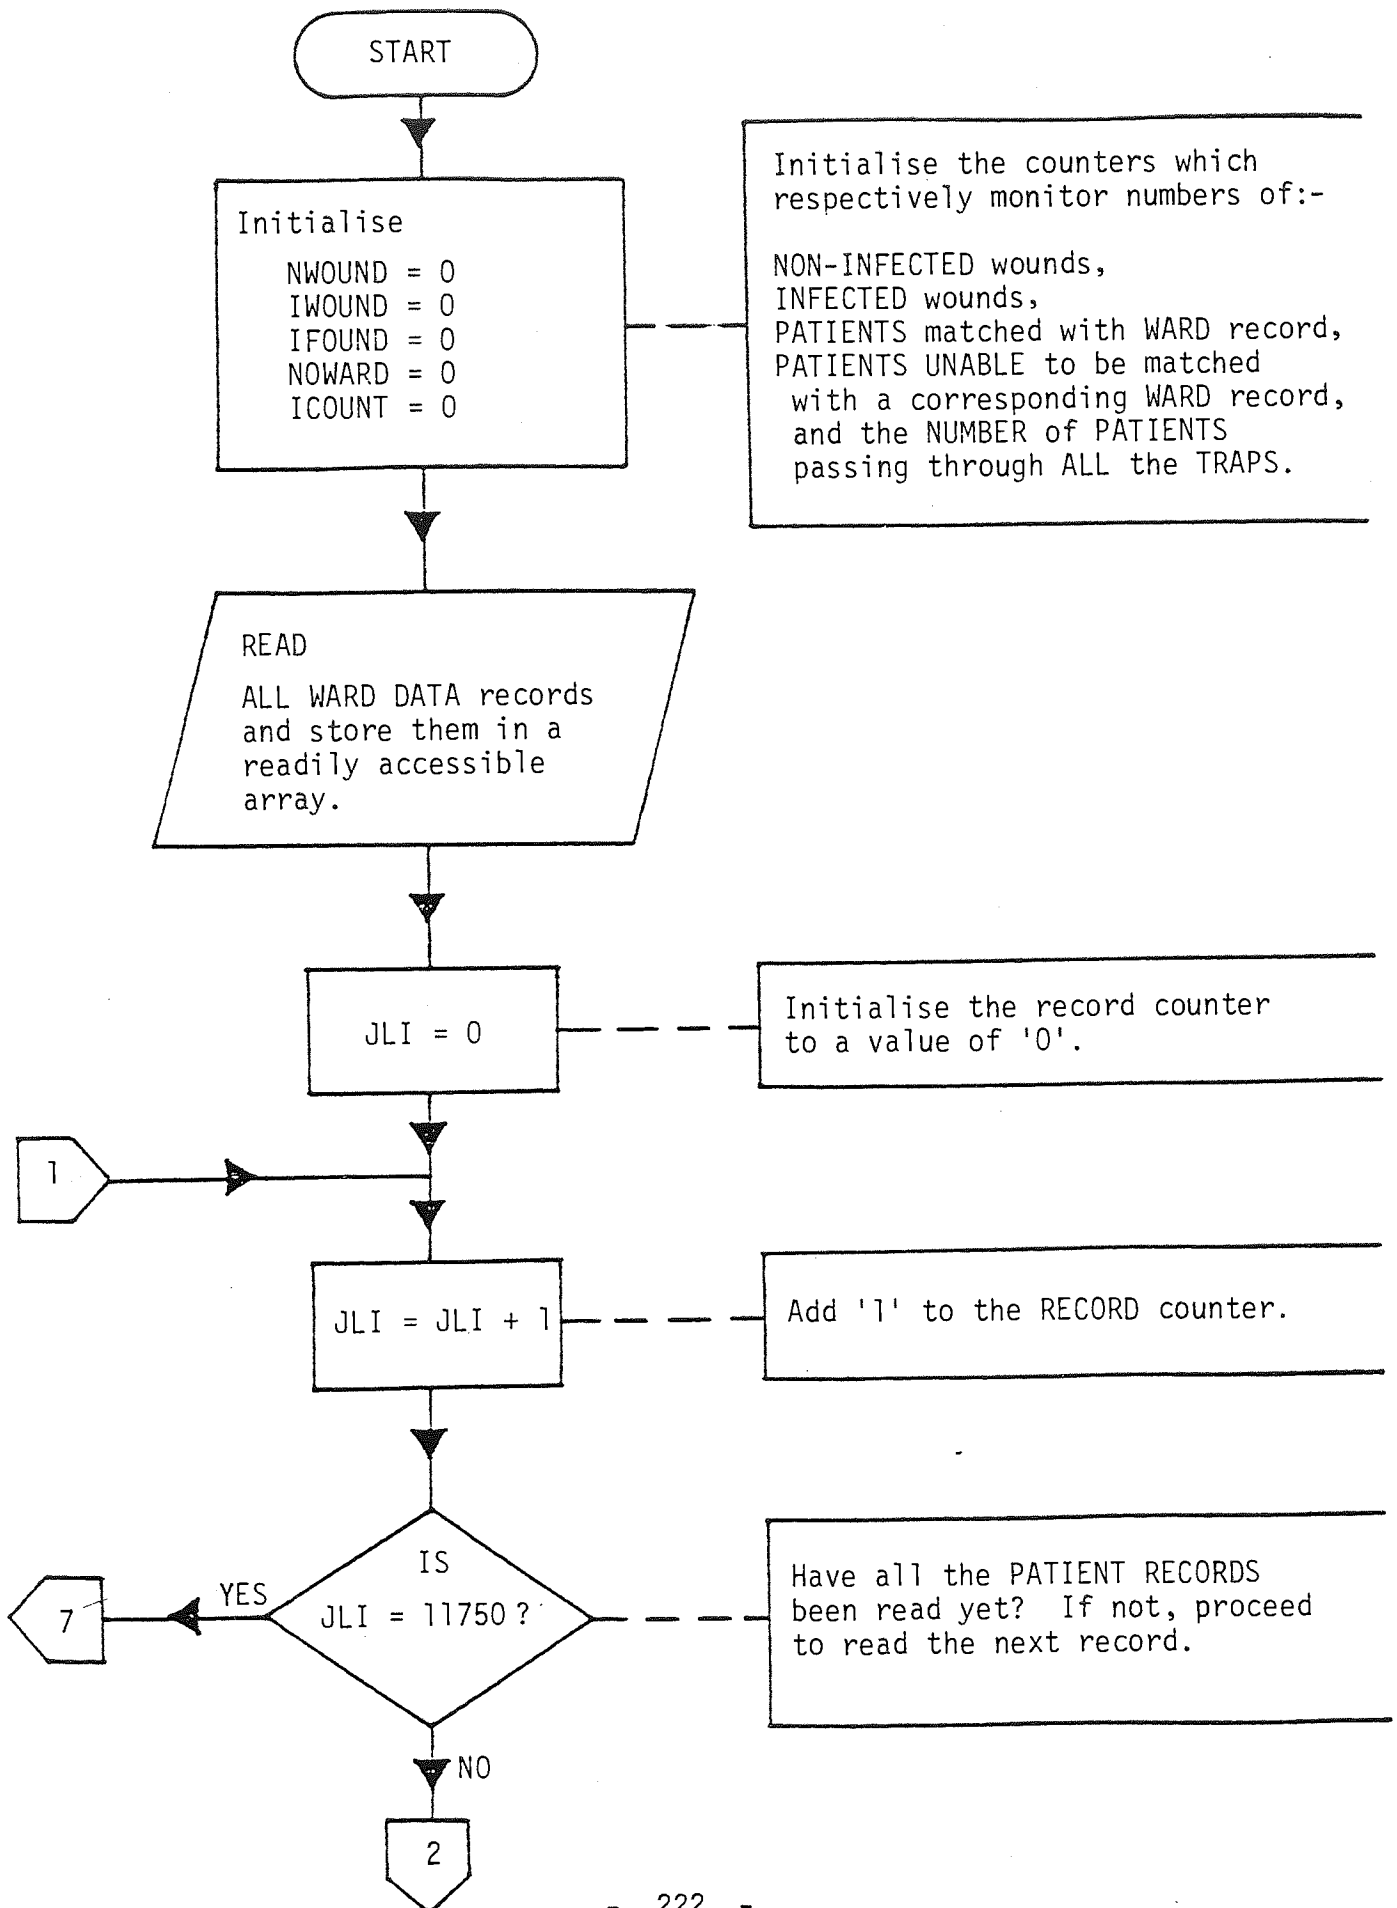 START
Initialise
NWOUND = 0
IWOUND = 0
IFOUND = 0
NOWARD = 0
ICOUNT = 0
Initialise the counters which
respectively monitor numbers of:-
NON-INFECTED wounds,
INFECTED wounds,
PATIENTS matched with WARD record,
PATIENTS UNABLE to be matched
with a corresponding WARD record,
and the NUMBER of PATIENTS
passing through ALL the TRAPS.
READ
ALL WARD DATA records
and store them in a
readily accessible
array.
JLI = 0
Initialise the record counter
to a value of '0'.
1
JLI = JLI + 1
Add '1' to the RECORD counter.
IS
JLI = 11750 ?
YES
7
Have all the PATIENT RECORDS
been read yet? If not, proceed
to read the next record.
NO
2
- 222 -